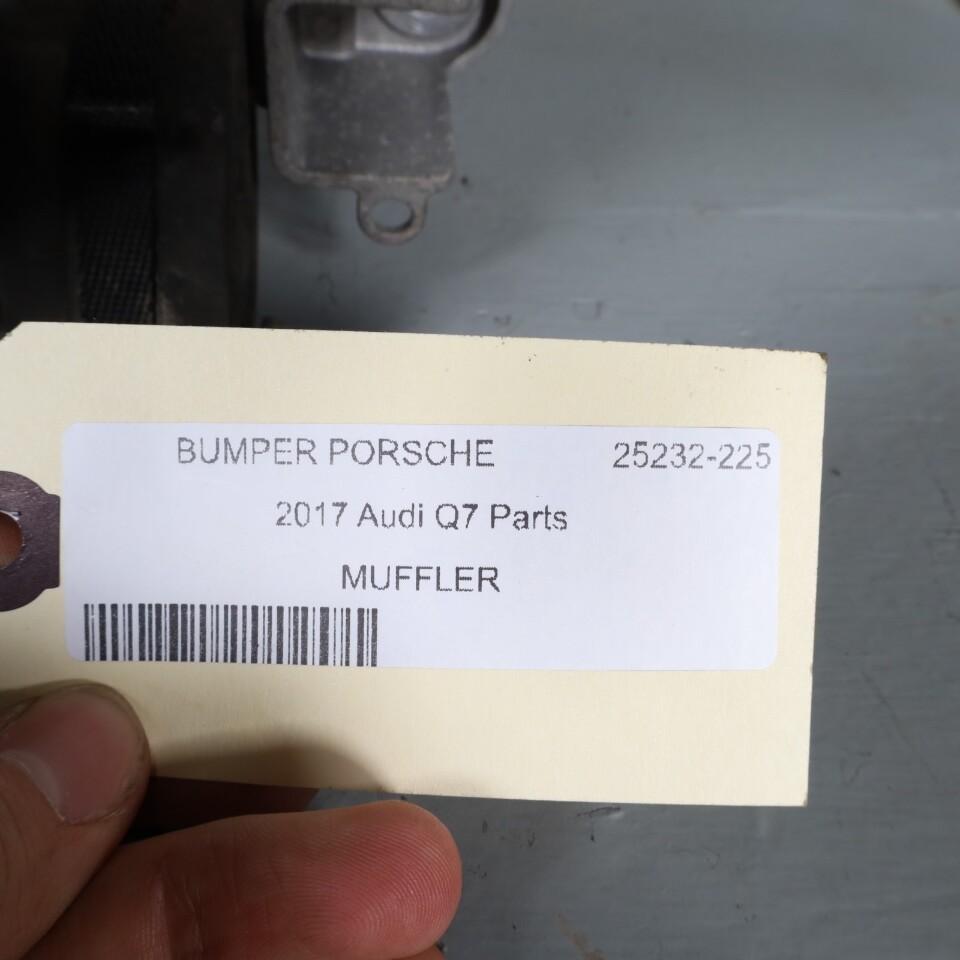 BUMPER PORSCHE 25232-225
2017 Audi Q7 Parts
MUFFLER